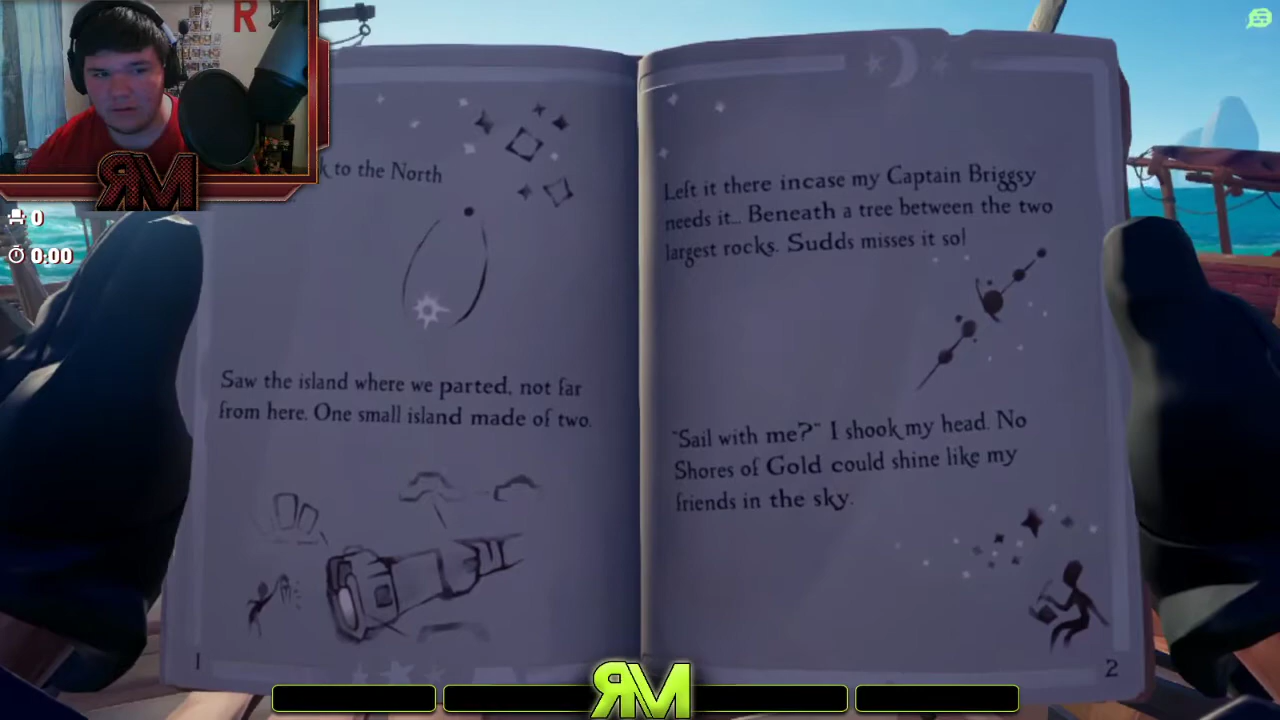 R
RM
0
0:00
to the North
Saw the island where we parted, not far
from here. One small island made of two.
1
Left it there incase my Captain Briggsy
needs it... Beneath a tree between the two
largest rocks. Sudds misses it so!
"Sail with me?" I shook my head. No
Shores of Gold could shine like my
friends in the sky.
2
RM